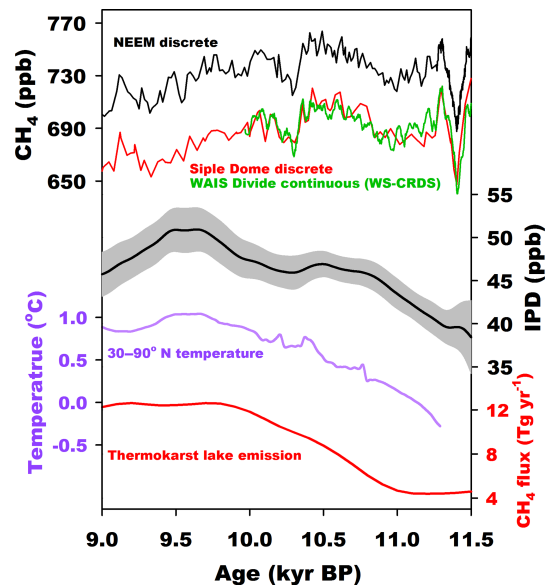 770
730
690
650
CH4 (ppb)
NEEM discrete
Siple Dome discrete
WAIS Divide continuous (WS-CRDS)
55
50
45
40
35
IPD (ppb)
1.0
0.5
0.0
-0.5
Temperatrue (°C)
30–90° N temperature
Thermokarst lake emission
12
8
4
CH4 flux (Tg yr-1)
9.0 9.5 10.0 10.5 11.0 11.5
Age (kyr BP)